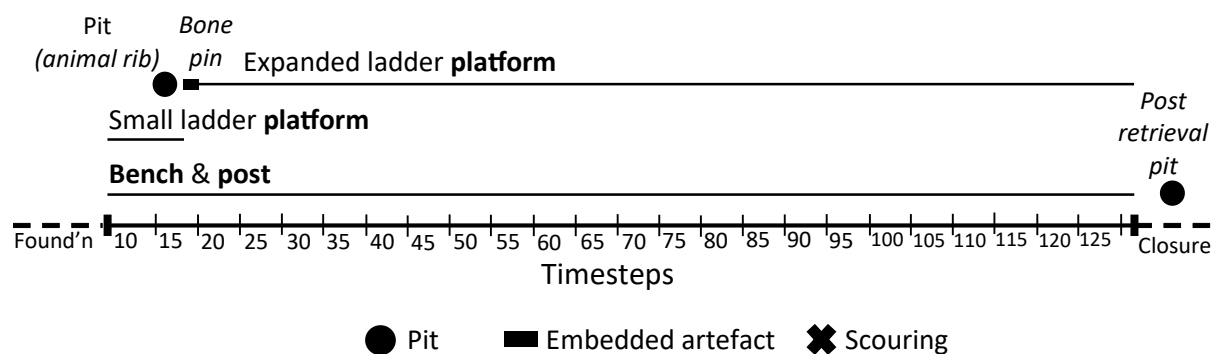 Pit
(animal rib)
Bone
pin
Expanded ladder platform
Small ladder platform
Post
retrieval
pit
Bench & post
Found'n 10 15 20 25 30 35 40 45 50 55 60 65 70 75 80 85 90 95 100 105 110 115 120 125 Closure
Timesteps
Pit Embedded artefact Scouring